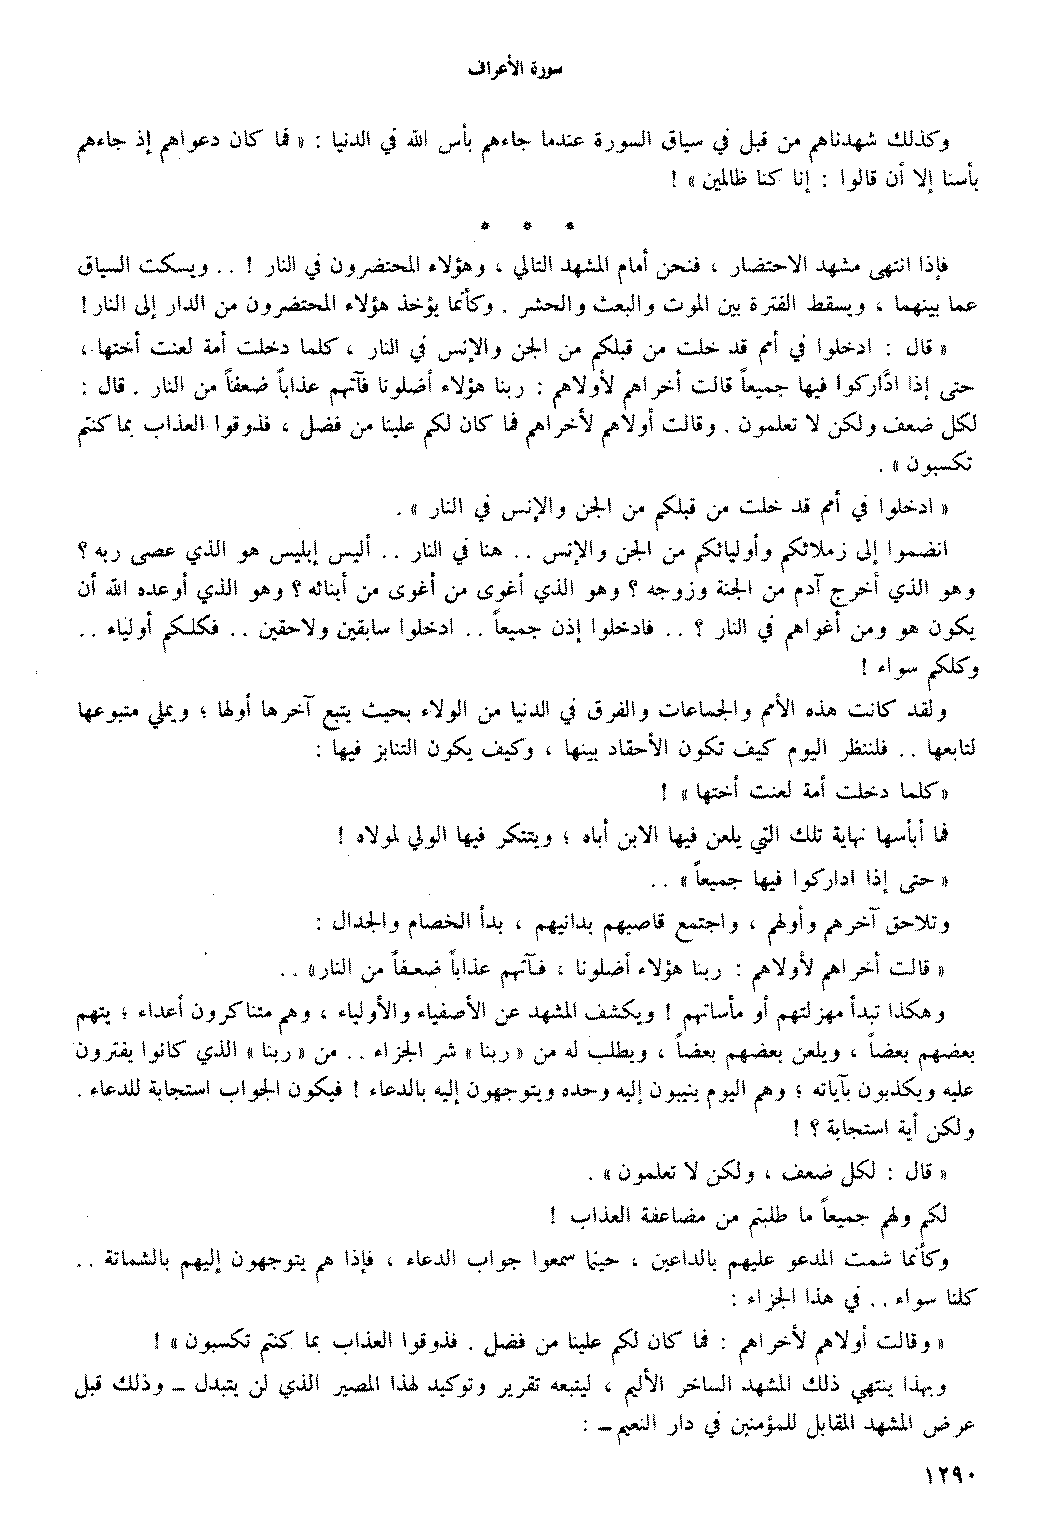 سورة الأعراف
وكذلك شهدناهم من قبل في سياق السورة عندما جاءهم بأس الله في الدنيا : « فما كان دعواهم إذ جاءهم
بأسنا إلا أن قالوا : إنا كنا ظالمين » !
* * *
فإذا انتهى مشهد الاحتضار ، فنحن أمام المشهد التالي ، وهؤلاء المحتضرون في النار ! .. ويسكت السياق
عما بينهما ، ويسقط الفترة بين الموت والبعث والحشر . وكأنما يؤخذ هؤلاء المحتضرون من الدار إلى النار !
« قال : ادخلوا في أمم قد خلت من قبلكم من الجن والإنس في النار ، كلما دخلت أمة لعنت أختها ،
حتى إذا ادَّاركوا فيها جميعاً قالت أخراهم لأولاهم : ربنا هؤلاء أضلونا فآتهم عذاباً ضعفاً من النار . قال :
لكل ضعف ولكن لا تعلمون . وقالت أولاهم لأخراهم فما كان لكم علينا من فضل ، فذوقوا العذاب بما كنتم
تكسبون » .
« ادخلوا في أمم قد خلت من قبلكم من الجن والإنس في النار » .
انضموا إلى زملائكم وأوليائكم من الجن والإنس .. هنا في النار .. أليس إبليس هو الذي عصى ربه ؟
وهو الذي أخرج آدم من الجنة وزوجه ؟ وهو الذي أغوى من أغوى من أبنائه ؟ وهو الذي أوعده الله أن
يكون هو ومن أغواهم في النار ؟ .. فادخلوا إذن جميعاً .. ادخلوا سابقين ولاحقين .. فكلكم أولياء ..
وكلكم سواء !
ولقد كانت هذه الأمم والجماعات والفرق في الدنيا من الولاء بحيث يتبع آخرها أولها ؛ ويملي متبوعها
لتابعها .. فلننظر اليوم كيف تكون الأحقاد بينها ، وكيف يكون التنابز فيها :
« كلما دخلت أمة لعنت أختها » !
فما أبأسها نهاية تلك التي يلعن فيها الابن أباه ؛ ويتنكر فيها الولي لمولاه !
« حتى إذا اداركوا فيها جميعاً » ..
وتلاحق آخرهم وأولهم ، واجتمع قاصيهم بدانيهم ، بدأ الخصام والجدال :
« قالت أخراهم لأولاهم : ربنا هؤلاء أضلونا ، فآتهم عذاباً ضعفاً من النار » ..
وهكذا تبدأ مهزلتهم أو مأساتهم ! ويكشف المشهد عن الأصفياء والأولياء ، وهم متناكرون أعداء ؛ يتهم
بعضهم بعضاً ، ويلعن بعضهم بعضاً ، ويطلب له من « ربنا » شر الجزاء .. من « ربنا » الذي كانوا يفترون
عليه ويكذبون بآياته ؛ وهم اليوم ينيبون إليه وحده ويتوجهون إليه بالدعاء ! فيكون الجواب استجابة للدعاء .
ولكن أية استجابة ؟ !
« قال : لكل ضعف ، ولكن لا تعلمون » .
لكم ولهم جميعاً ما طلبتم من مضاعفة العذاب !
وكأنما شمت المدعو عليهم بالداعين ، حينما سمعوا جواب الدعاء ، فإذا هم يتوجهون إليهم بالشماتة ..
كلنا سواء .. في هذا الجزاء :
« وقالت أولاهم لأخراهم : فما كان لكم علينا من فضل . فذوقوا العذاب بما كنتم تكسبون » !
وبهذا ينتهي ذلك المشهد الساخر الأليم ، ليتبعه تقرير وتوكيد لهذا المصير الذي لن يتبدل – وذلك قبل
عرض المشهد المقابل للمؤمنين في دار النعيم – :
١٢٩٠